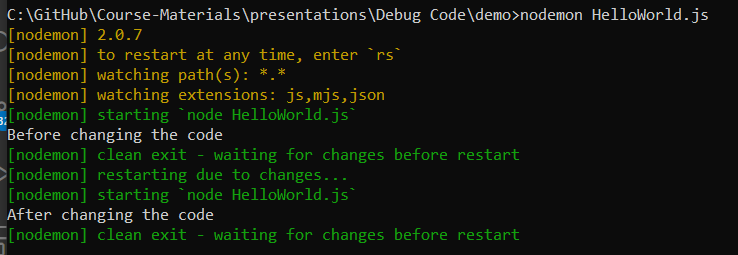 C:\GitHub\Course-Materials\presentations\Debug Code\demo>nodemon HelloWorld.js
[nodemon] 2.0.7
[nodemon] to restart at any time, enter `rs`
[nodemon] watching path(s): *.*
[nodemon] watching extensions: js,mjs,json
[nodemon] starting `node HelloWorld.js`
Before changing the code
[nodemon] clean exit - waiting for changes before restart
[nodemon] restarting due to changes...
[nodemon] starting `node HelloWorld.js`
After changing the code
[nodemon] clean exit - waiting for changes before restart